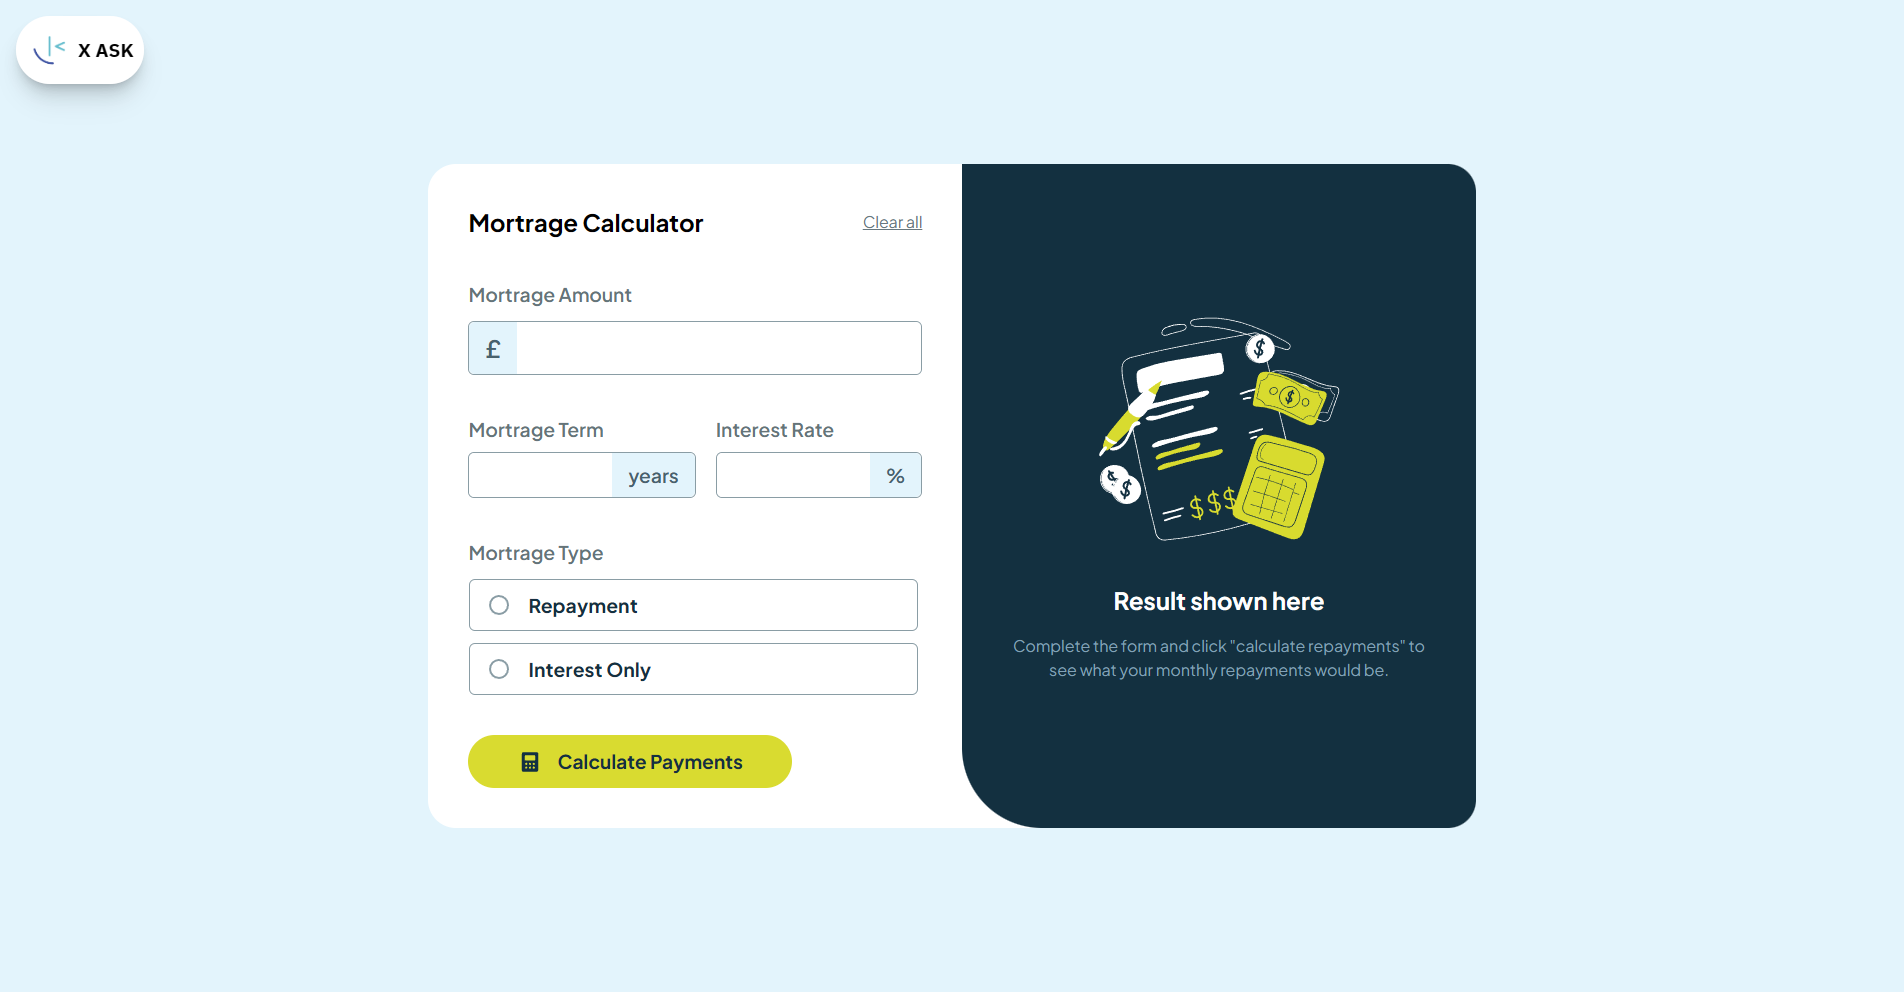 X ASK
Mortrage Calculator
Clear all
Mortrage Amount
£
Mortrage Term
Interest Rate
years
%
Mortrage Type
Repayment
Interest Only
Calculate Payments
$
$
$ $
$$$
Result shown here
Complete the form and click "calculate repayments" to
see what your monthly repayments would be.